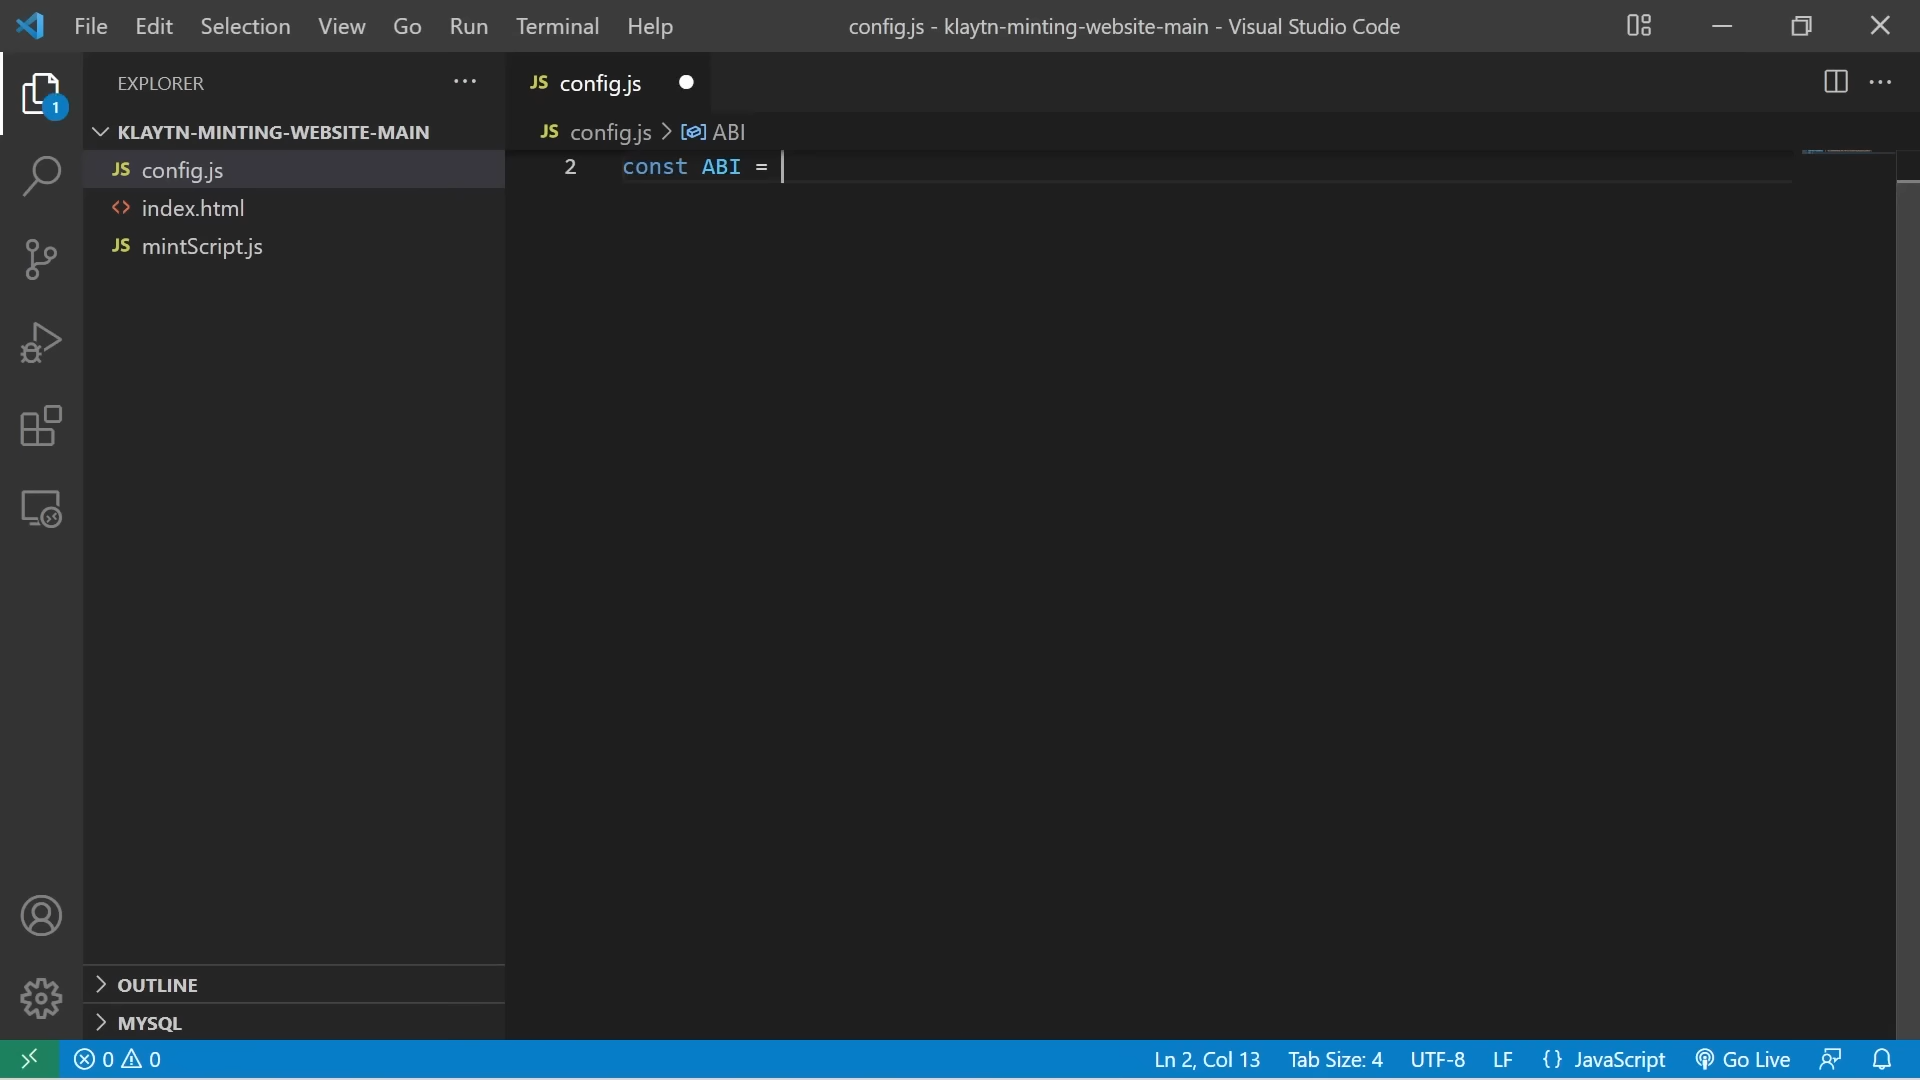 File Edit Selection View Go Run Terminal Help config.js - klaytn-minting-website-main - Visual Studio Code
EXPLORER
1
KLAYTN-MINTING-WEBSITE-MAIN
JS config.js
<> index.html
JS mintScript.js
OUTLINE
MYSQL
JS config.js
JS config.js > ABI
2 const ABI =
0 0 Ln 2, Col 13 Tab Size: 4 UTF-8 LF {} JavaScript Go Live